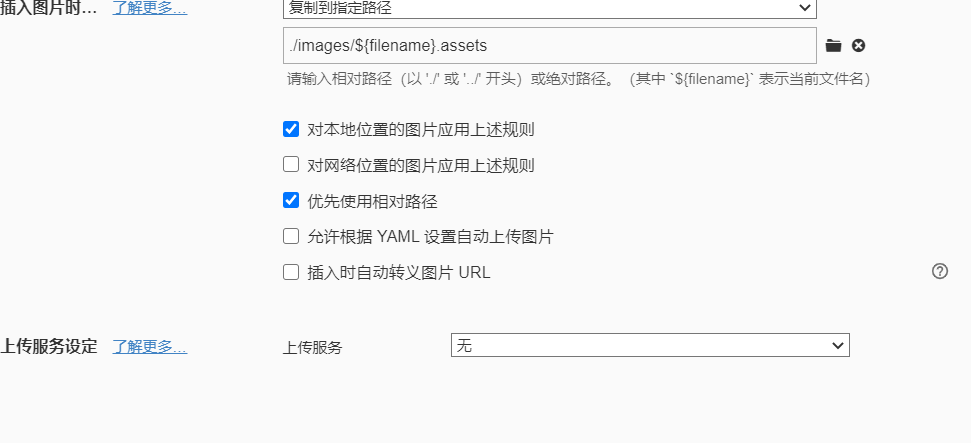 插入图片时... 了解更多... 复制到指定路径
./images/${filename}.assets
请输入相对路径（以 './' 或 '../' 开头）或绝对路径。（其中 `${filename}` 表示当前文件名）
对本地位置的图片应用上述规则
对网络位置的图片应用上述规则
优先使用相对路径
允许根据 YAML 设置自动上传图片
插入时自动转义图片 URL
上传服务设定 了解更多... 上传服务 无